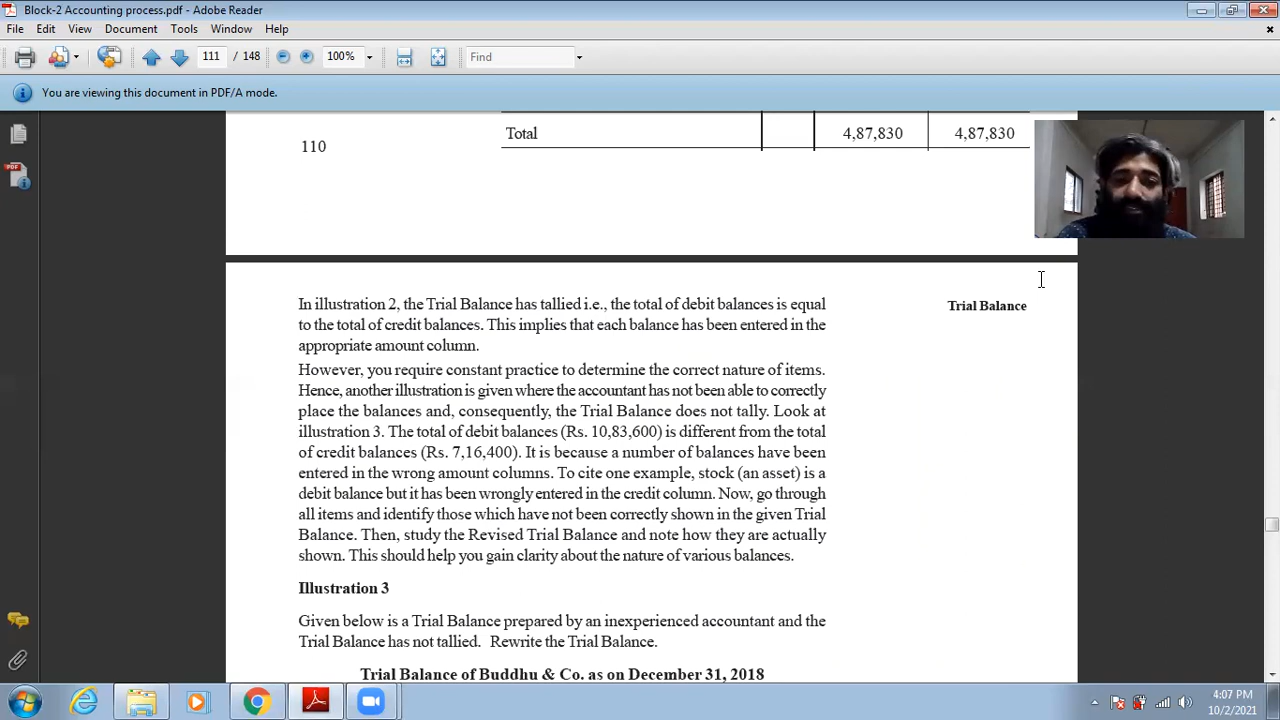 Block-2 Accounting process.pdf - Adobe Reader
File Edit View Document Tools Window Help
111 / 148 100% Find
You are viewing this document in PDF/A mode.
Total 4,87,830 4,87,830
110
In illustration 2, the Trial Balance has tallied i.e., the total of debit balances is equal
to the total of credit balances. This implies that each balance has been entered in the
appropriate amount column.
Trial Balance
However, you require constant practice to determine the correct nature of items.
Hence, another illustration is given where the accountant has not been able to correctly
place the balances and, consequently, the Trial Balance does not tally. Look at
illustration 3. The total of debit balances (Rs. 10,83,600) is different from the total
of credit balances (Rs. 7,16,400). It is because a number of balances have been
entered in the wrong amount columns. To cite one example, stock (an asset) is a
debit balance but it has been wrongly entered in the credit column. Now, go through
all items and identify those which have not been correctly shown in the given Trial
Balance. Then, study the Revised Trial Balance and note how they are actually
shown. This should help you gain clarity about the nature of various balances.
Illustration 3
Given below is a Trial Balance prepared by an inexperienced accountant and the
Trial Balance has not tallied. Rewrite the Trial Balance.
Trial Balance of Buddhu & Co. as on December 31, 2018
4:07 PM
10/2/2021